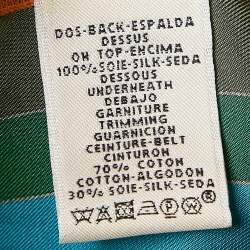 DOS-BACK-ESPALDA
DESSUS
ON TOP-ENCIMA
100% SOIE-SILK-SEDA
DESSOUS
UNDERNEATH
DEBAJO
GARNITURE
TRIMMING
GUARNICION
CEINTURE-BELT
CINTURON
70% COTON
COTTON-ALGODON
30% SOIE-SILK-SEDA